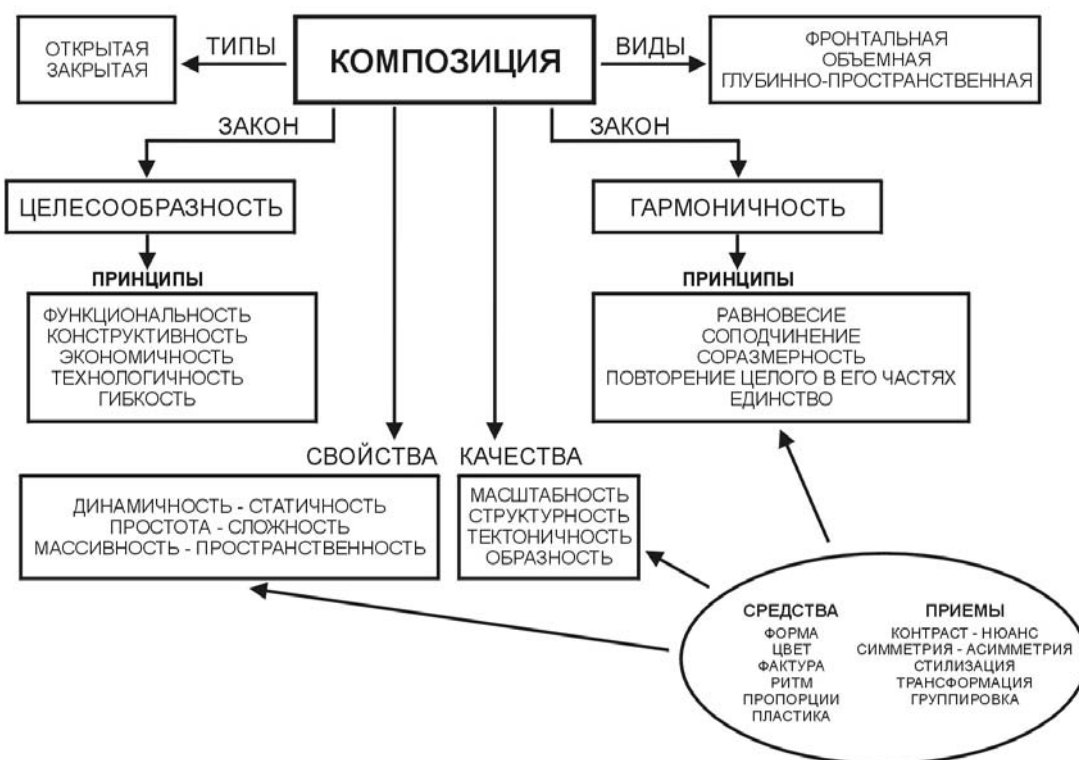 ОТКРЫТАЯ
ЗАКРЫТАЯ
ТИПЫ
КОМПОЗИЦИЯ
ВИДЫ
ФРОНТАЛЬНАЯ
ОБЪЕМНАЯ
ГЛУБИННО-ПРОСТРАНСТВЕННАЯ
ЗАКОН
ЗАКОН
ЦЕЛЕСООБРАЗНОСТЬ
ГАРМОНИЧНОСТЬ
ПРИНЦИПЫ
ФУНКЦИОНАЛЬНОСТЬ
КОНСТРУКТИВНОСТЬ
ЭКОНОМИЧНОСТЬ
ТЕХНОЛОГИЧНОСТЬ
ГИБКОСТЬ
ПРИНЦИПЫ
РАВНОВЕСИЕ
СОПОДЧИНЕНИЕ
СОРАЗМЕРНОСТЬ
ПОВТОРЕНИЕ ЦЕЛОГО В ЕГО ЧАСТЯХ
ЕДИНСТВО
СВОЙСТВА
ДИНАМИЧНОСТЬ - СТАТИЧНОСТЬ
ПРОСТОТА - СЛОЖНОСТЬ
МАССИВНОСТЬ - ПРОСТРАНСТВЕННОСТЬ
КАЧЕСТВА
МАСШТАБНОСТЬ
СТРУКТУРНОСТЬ
ТЕКТОНИЧНОСТЬ
ОБРАЗНОСТЬ
СРЕДСТВА
ФОРМА
ЦВЕТ
ФАКТУРА
РИТМ
ПРОПОРЦИИ
ПЛАСТИКА
ПРИЕМЫ
КОНТРАСТ - НЮАНС
СИММЕТРИЯ - АСИММЕТРИЯ
СТИЛИЗАЦИЯ
ТРАНСФОРМАЦИЯ
ГРУППИРОВКА